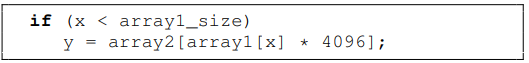 if (x < array1_size)
y = array2[array1[x] * 4096];